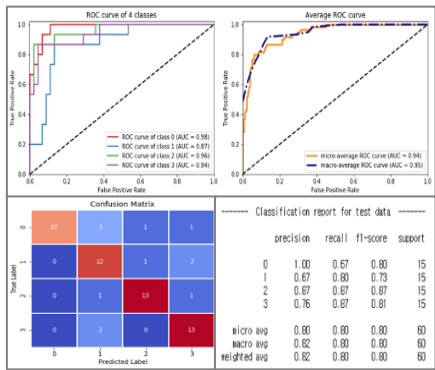 ROC curve of 4 classes
True Positive Rate
1.0
0.8
0.6
0.4
0.2
0.0
ROC curve of class 0 (AUC = 0.98)
ROC curve of class 1 (AUC = 0.87)
ROC curve of class 2 (AUC = 0.96)
ROC curve of class 3 (AUC = 0.94)
0.0 0.2 0.4 0.6 0.8 1.0
False Positive Rate
Average ROC curve
True Positive Rate
1.0
0.8
0.6
0.4
0.2
0.0
micro-average ROC curve (AUC = 0.94)
macro-average ROC curve (AUC = 0.95)
0.0 0.2 0.4 0.6 0.8 1.0
False Positive Rate
Confusion Matrix
True Label
0 10 3 1 1
1 0 12 1 2
2 0 1 13 1
3 0 2 0 13
0 1 2 3
Predicted Label
------- Classification report for test data -------
precision recall f1-score support
0 1.00 0.67 0.80 15
1 0.67 0.80 0.73 15
2 0.87 0.87 0.87 15
3 0.76 0.87 0.81 15
micro avg 0.80 0.80 0.80 60
macro avg 0.82 0.80 0.80 60
weighted avg 0.82 0.80 0.80 60